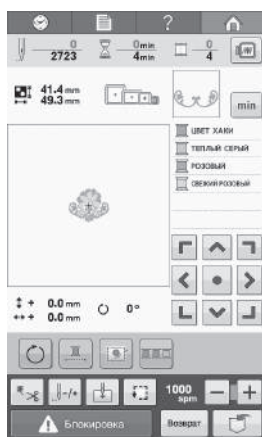 ?
0
2723
0min
4min
0
4
41.4 mm
49.3 mm
min
ЦВЕТ ХАКИ
ТЕПЛЫЙ СЕРЫЙ
РОЗОВЫЙ
СВЕЖИЙ РОЗОВЫЙ
+ 0.0 mm
+ 0.0 mm
0°
-/+
1000
spm
- +
Блокировка
Возврат